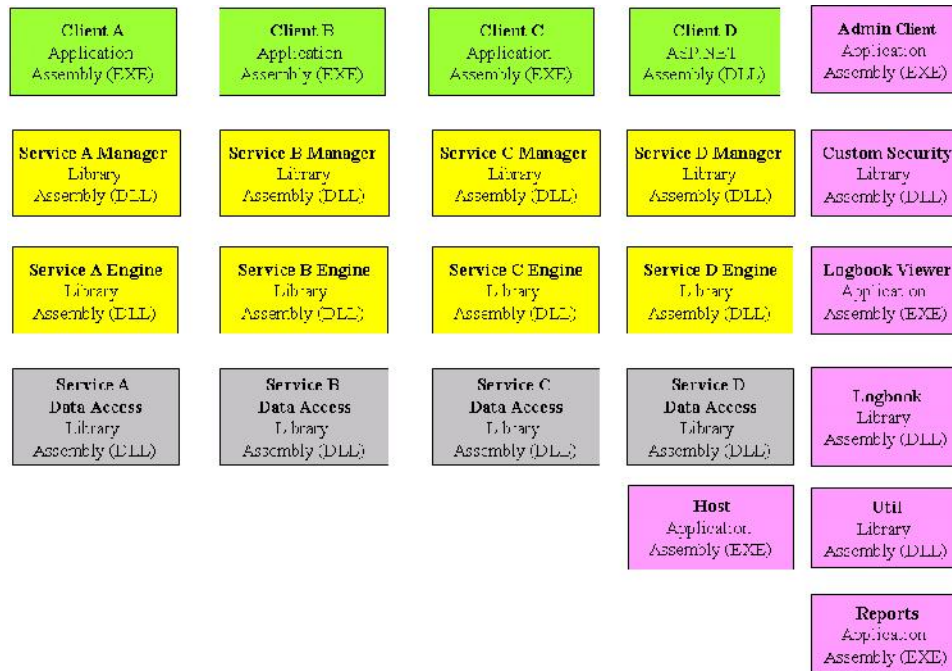 Client A
Application
Assembly (EXE)
Client B
Application
Assembly (EXE)
Client C
Application
Assembly (EXE)
Client D
ASP.NET
Assembly (DLL)
Admin Client
Application
Assembly (EXE)
Service A Manager
Library
Assembly (DLL)
Service B Manager
Library
Assembly (DLL)
Service C Manager
Library
Assembly (DLL)
Service D Manager
Library
Assembly (DLL)
Custom Security
Library
Assembly (DLL)
Service A Engine
Library
Assembly (DLL)
Service B Engine
Library
Assembly (DLL)
Service C Engine
Library
Assembly (DLL)
Service D Engine
Library
Assembly (DLL)
Logbook Viewer
Application
Assembly (EXE)
Service A
Data Access
Library
Assembly (DLL)
Service B
Data Access
Library
Assembly (DLL)
Service C
Data Access
Library
Assembly (DLL)
Service D
Data Access
Library
Assembly (DLL)
Logbook
Library
Assembly (DLL)
Host
Application
Assembly (EXE)
Util
Library
Assembly (DLL)
Reports
Application
Assembly (EXE)